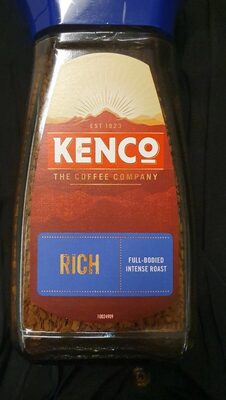 EST 1923
KENCO
THE COFFEE COMPANY
RICH
FULL-BODIED
INTENSE ROAST